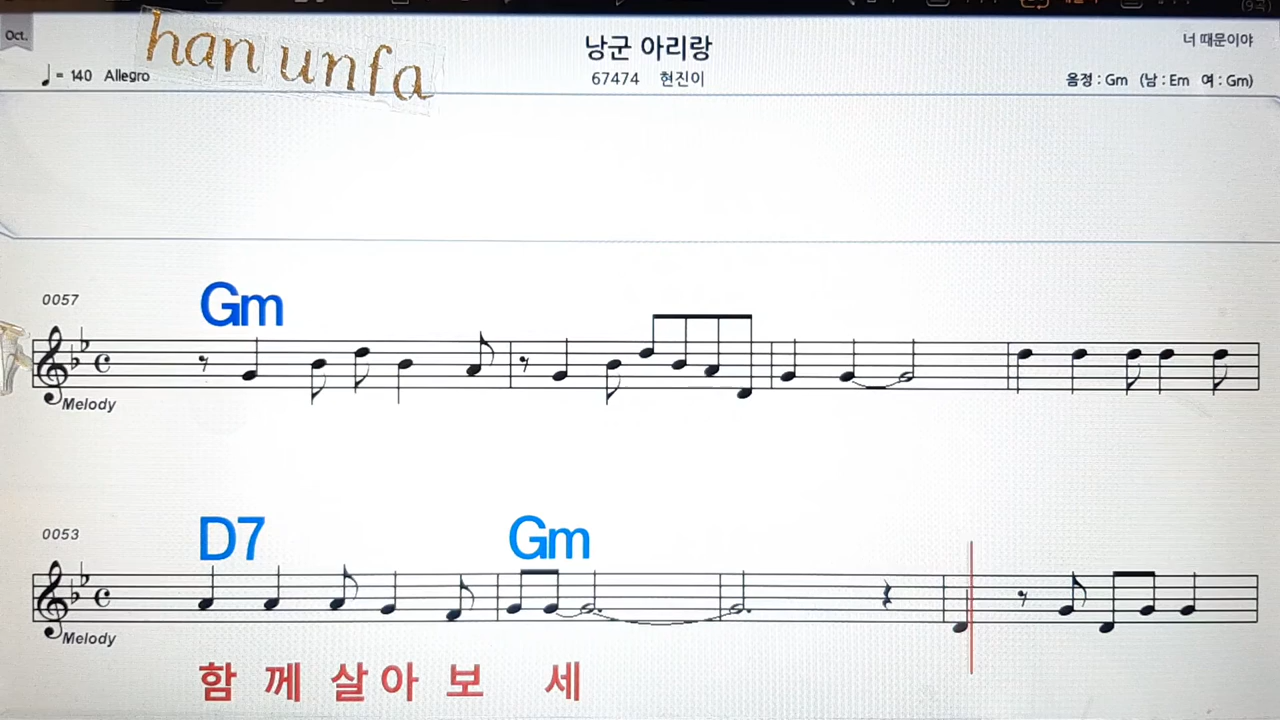 Oct.
han unfa
낭군 아리랑
너 때문이야
♩= 140 Allegro
67474 현진이
음정 : Gm (남 : Em 여 : Gm)
0057
Gm
Melody
0053
D7 Gm
Melody
함 께 살아 보 세